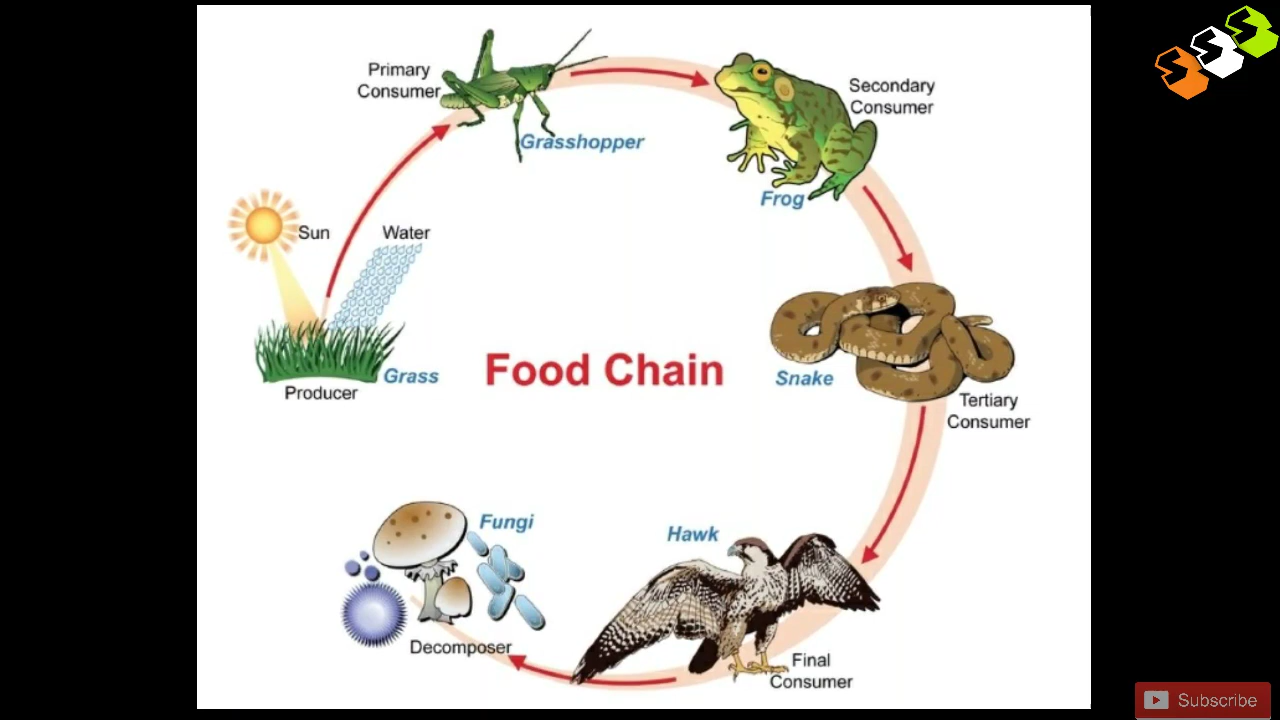 Primary
Consumer
Grasshopper
Secondary
Consumer
Frog
Sun
Water
Grass
Producer
Food Chain
Snake
Tertiary
Consumer
Fungi
Hawk
Decomposer
Final
Consumer
Subscribe